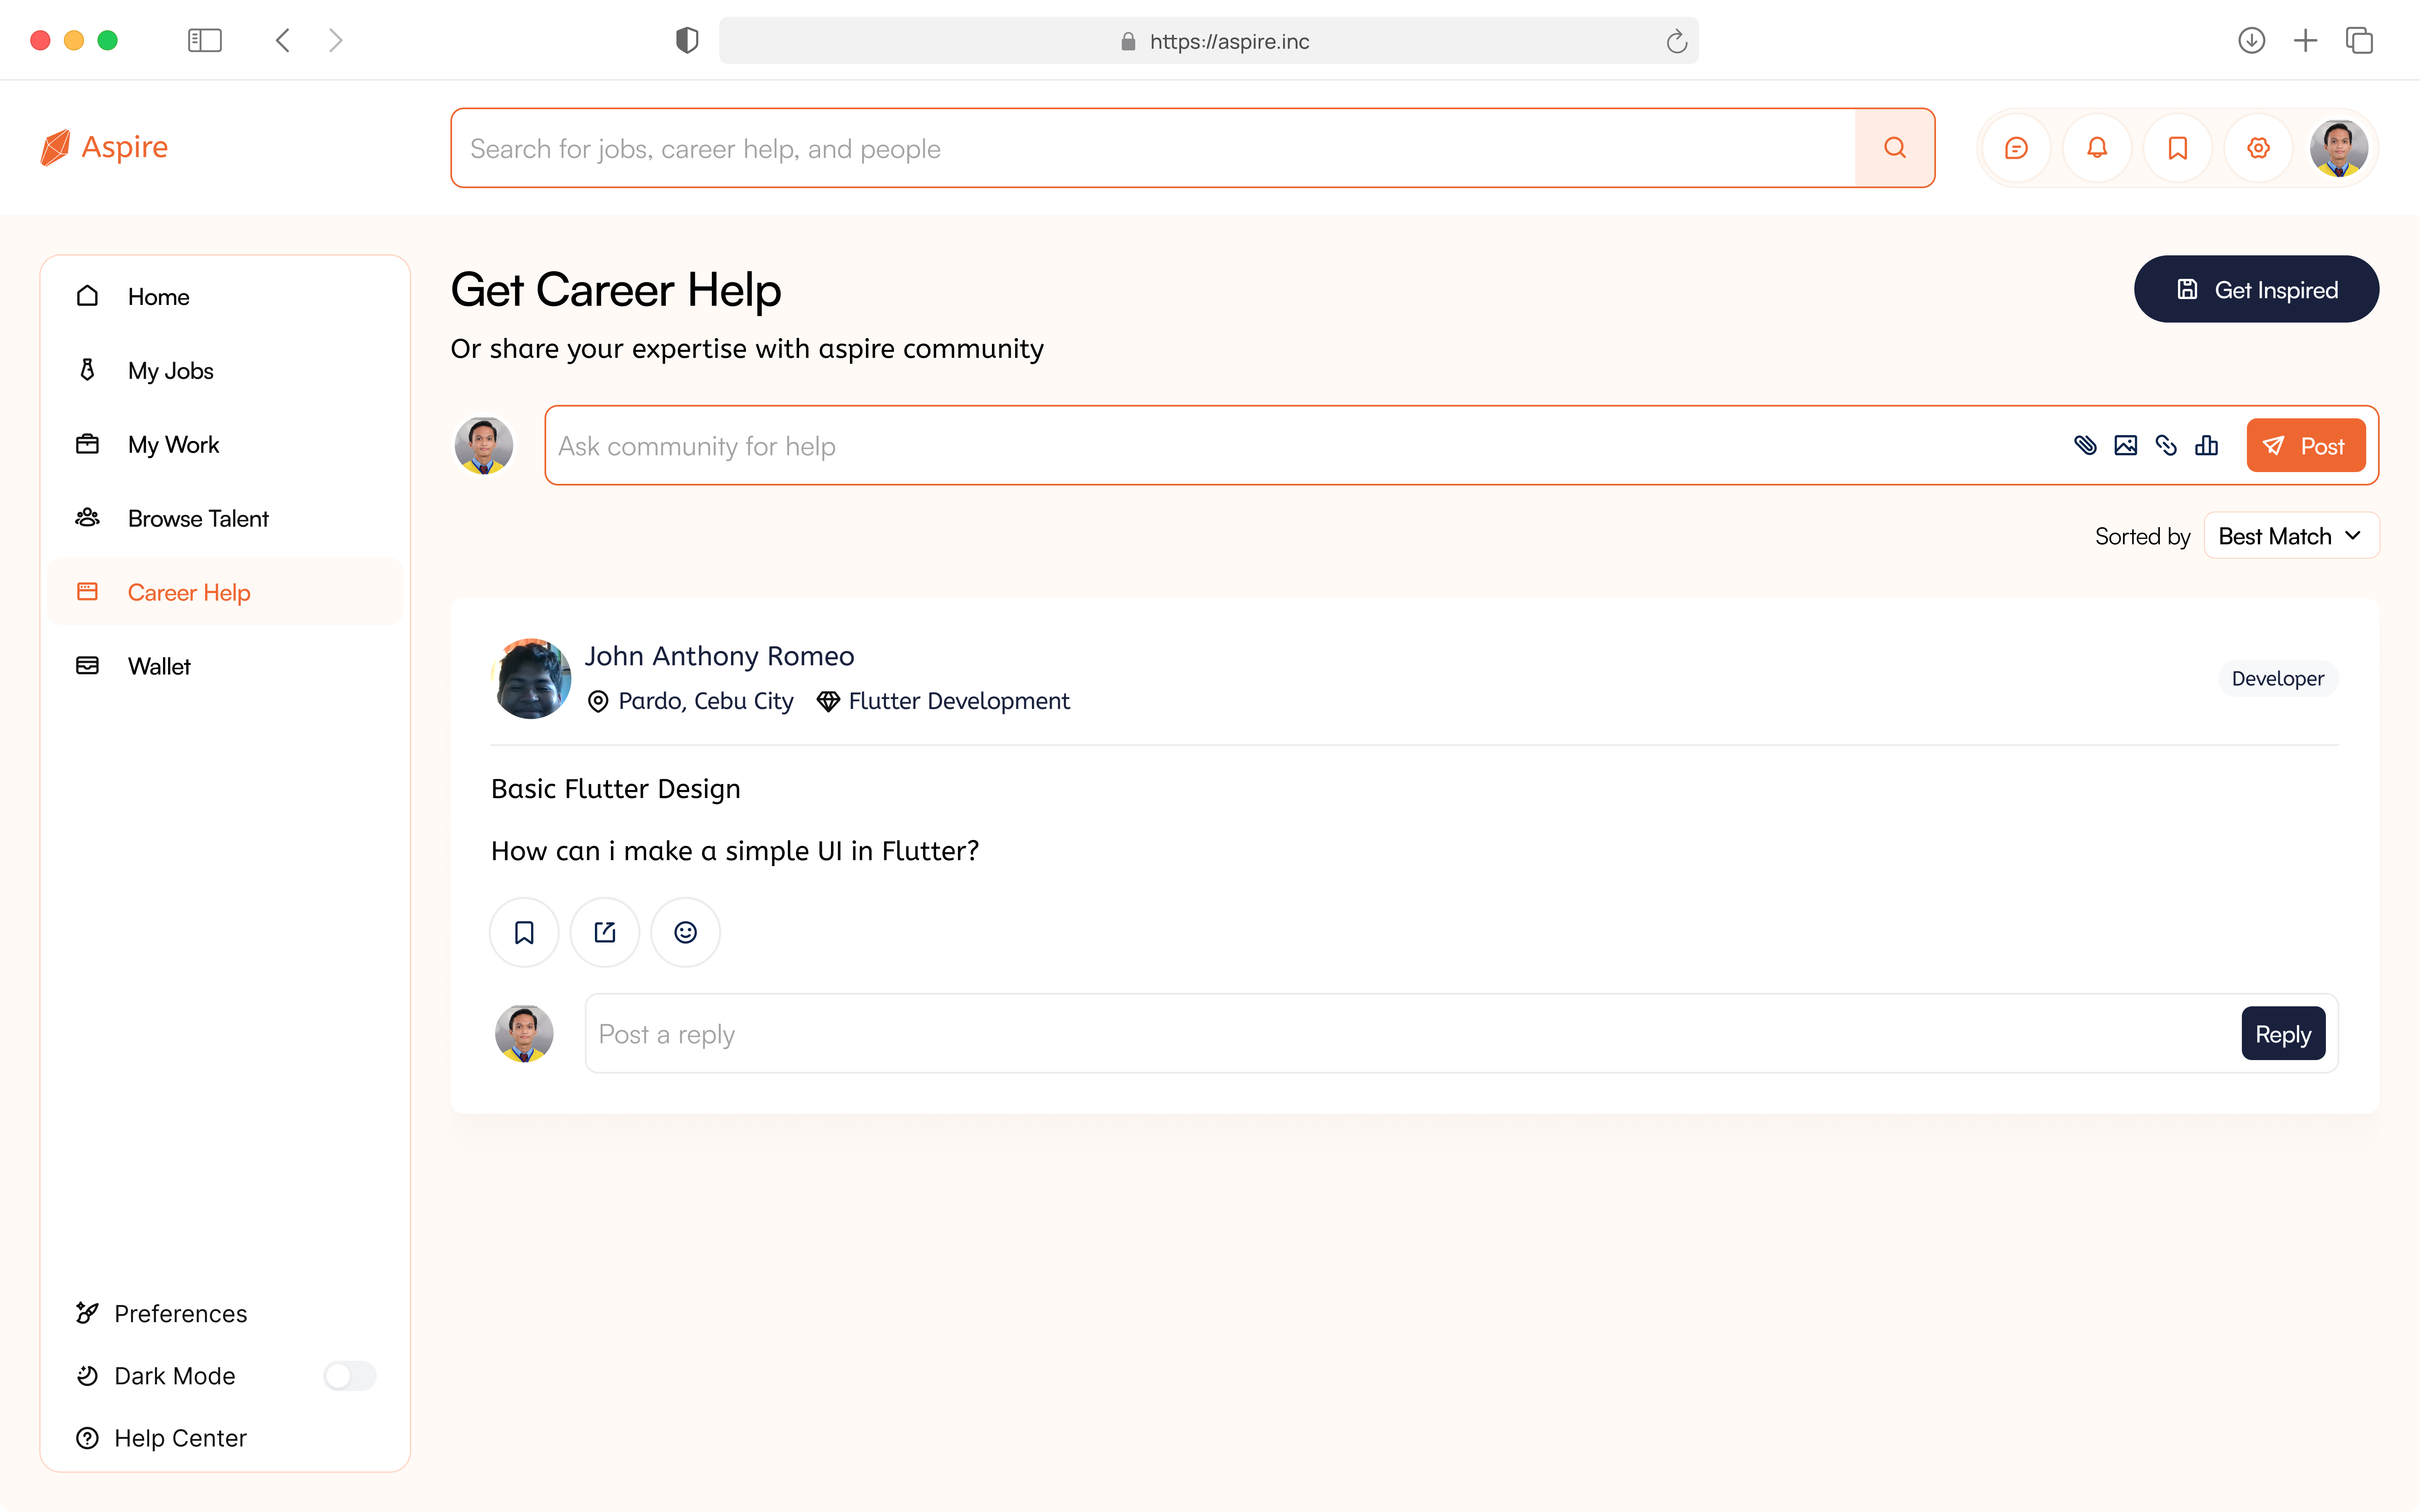 https://aspire.inc
Aspire
Search for jobs, career help, and people
Home
My Jobs
My Work
Browse Talent
Career Help
Wallet
Preferences
Dark Mode
Help Center
Get Career Help
Get Inspired
Or share your expertise with aspire community
Ask community for help
Post
Sorted by
Best Match
John Anthony Romeo
Pardo, Cebu City
Flutter Development
Developer
Basic Flutter Design
How can i make a simple UI in Flutter?
Post a reply
Reply